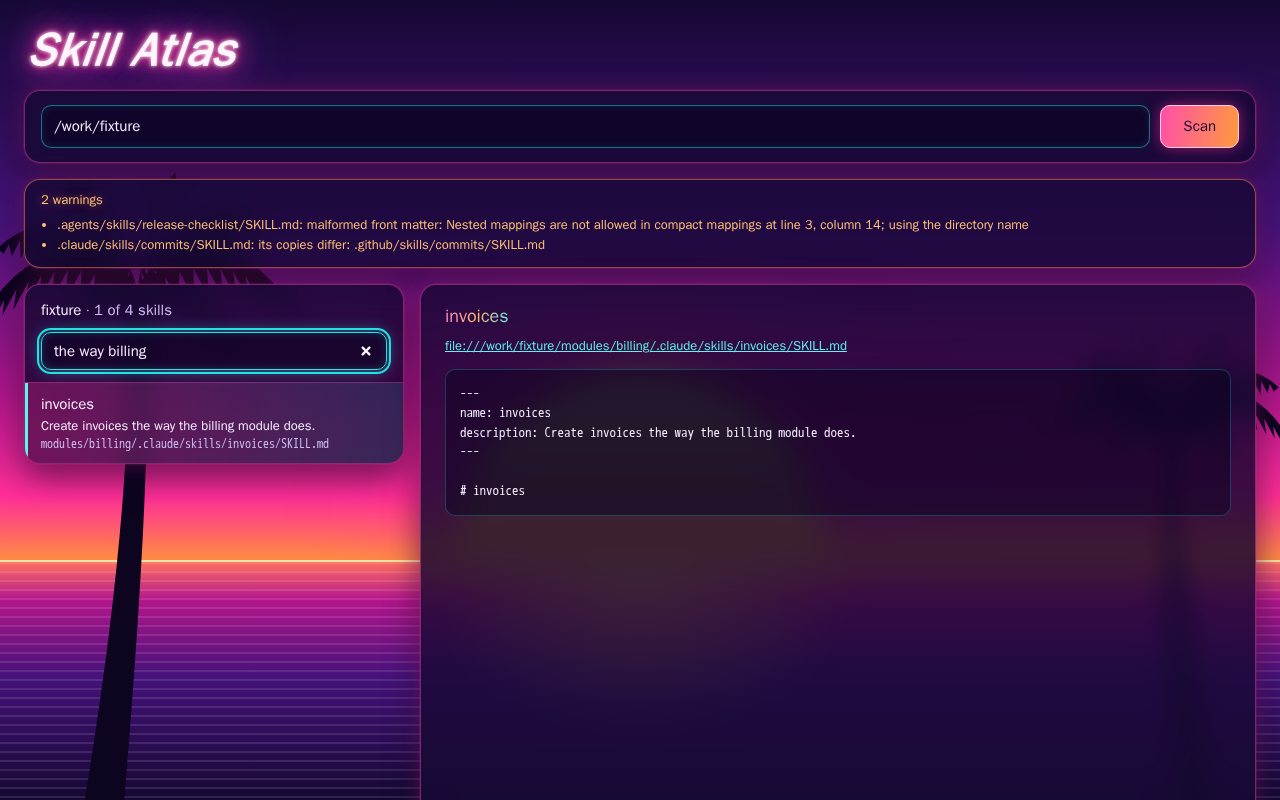 Skill Atlas
/work/fixture
Scan
2 warnings
• .agents/skills/release-checklist/SKILL.md: malformed front matter: Nested mappings are not allowed in compact mappings at line 3, column 14; using the directory name
• .claude/skills/commits/SKILL.md: its copies differ: .github/skills/commits/SKILL.md
fixture · 1 of 4 skills
the way billing
invoices
Create invoices the way the billing module does.
modules/billing/.claude/skills/invoices/SKILL.md
invoices
file:///work/fixture/modules/billing/.claude/skills/invoices/SKILL.md
---
name: invoices
description: Create invoices the way the billing module does.
---
# invoices